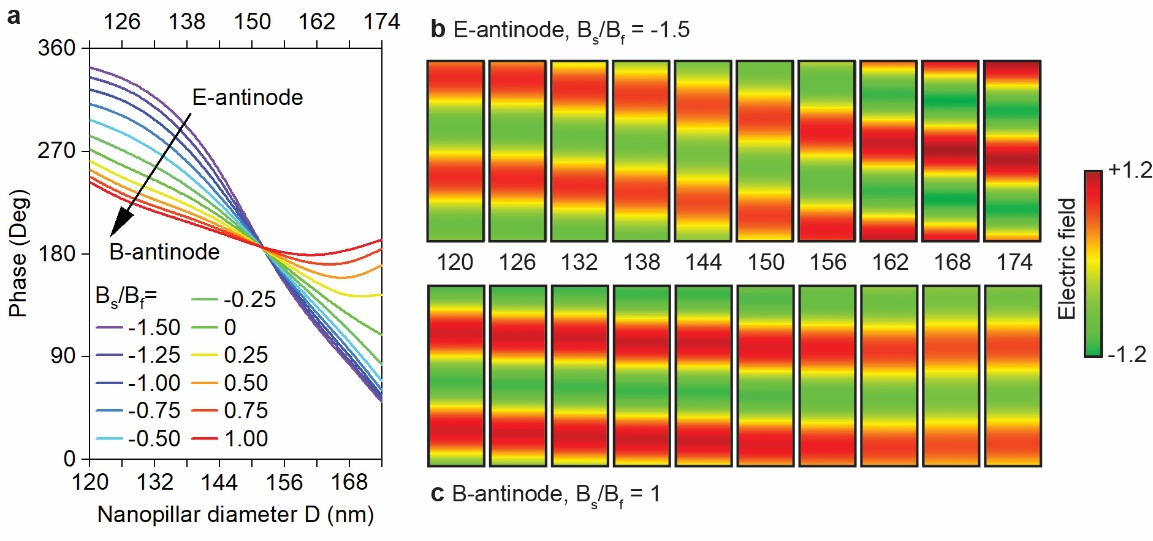 a
126 138 150 162 174
360
270
180
90
0
Phase (Deg)
E-antinode
B-antinode
Bs/Bf=
-1.50
-1.25
-1.00
-0.75
-0.50
-0.25
0
0.25
0.50
0.75
1.00
120 132 144 156 168
Nanopillar diameter D (nm)
b E-antinode, Bs/Bf = -1.5
120 126 132 138 144 150 156 162 168 174
c B-antinode, Bs/Bf = 1
Electric field
+1.2
-1.2